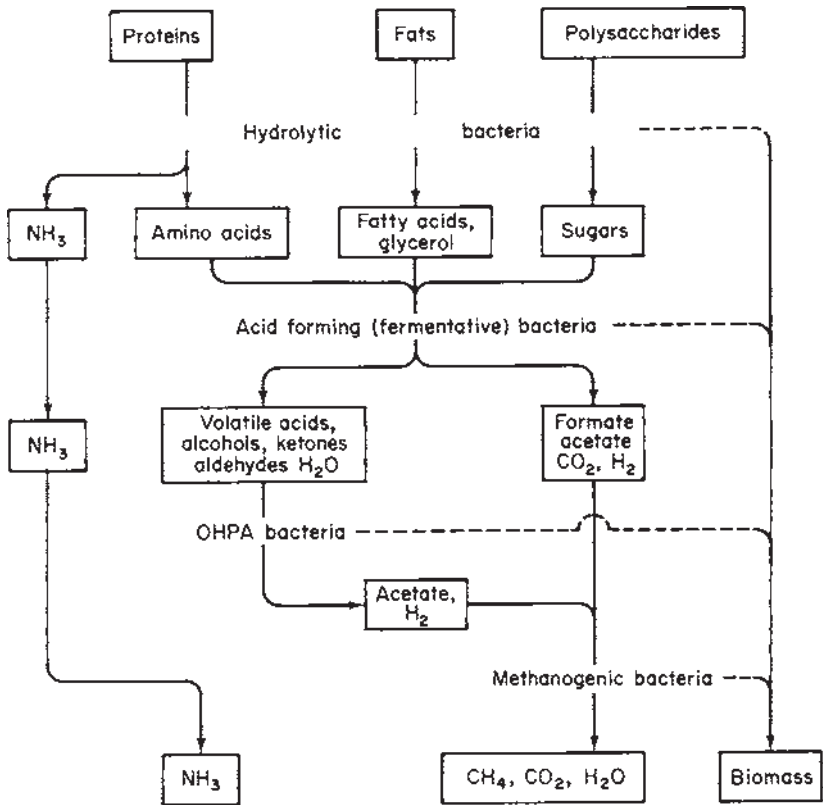 Proteins
Fats
Polysaccharides
Hydrolytic bacteria
NH₃
Amino acids
Fatty acids,
glycerol
Sugars
Acid forming (fermentative) bacteria
NH₃
Volatile acids,
alcohols, ketones
aldehydes H₂O
Formate
acetate
CO₂, H₂
OHPA bacteria
Acetate,
H₂
Methanogenic bacteria
NH₃
CH₄, CO₂, H₂O
Biomass